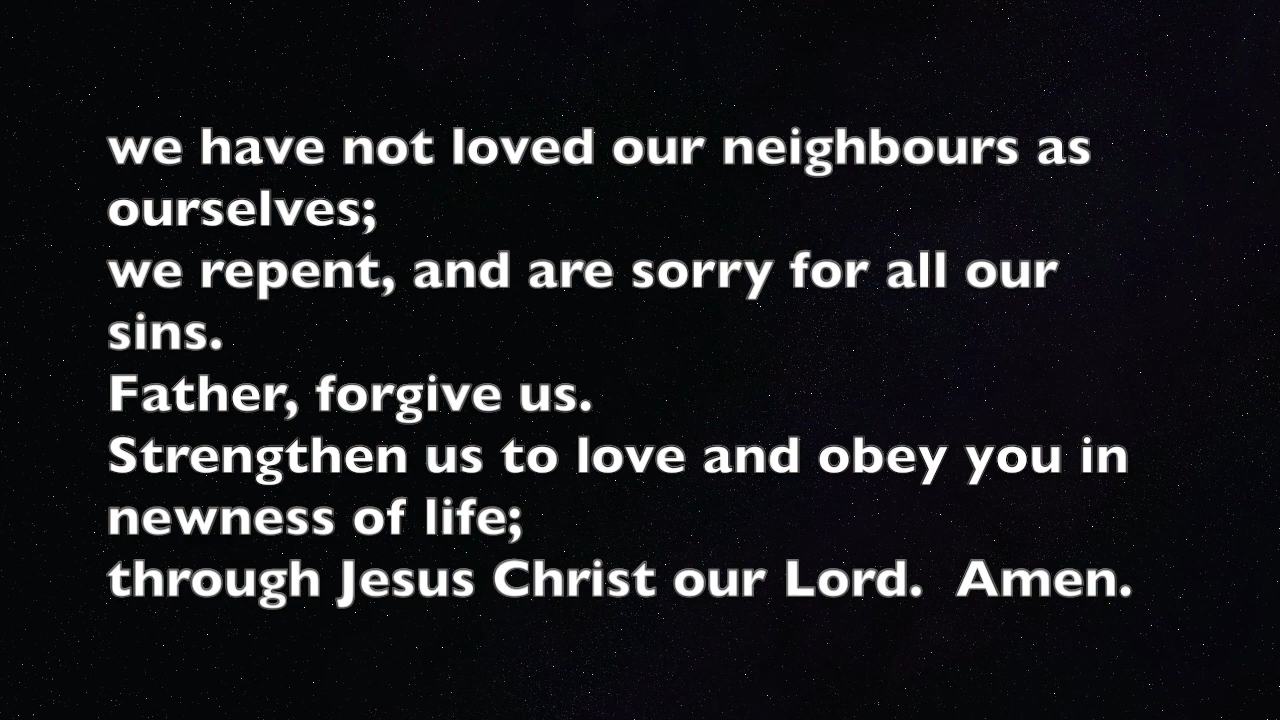 we have not loved our neighbours as
ourselves;
we repent, and are sorry for all our
sins.
Father, forgive us.
Strengthen us to love and obey you in
newness of life;
through Jesus Christ our Lord.  Amen.